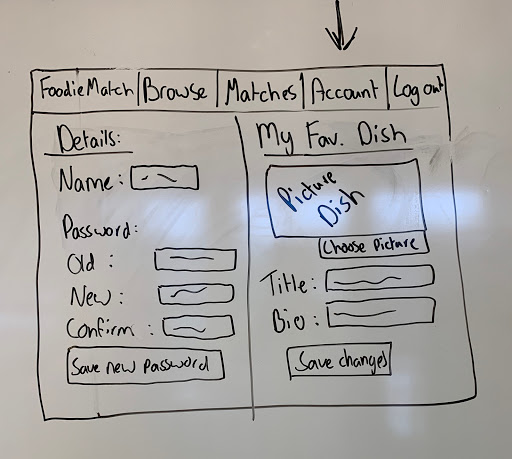 FoodieMatch Browse Matches Account Log out
Details:
Name:
Password:
Old :
New :
Confirm :
Save new password
My Fav. Dish
Picture
Dish
Choose Picture
Title:
Bio:
Save changes